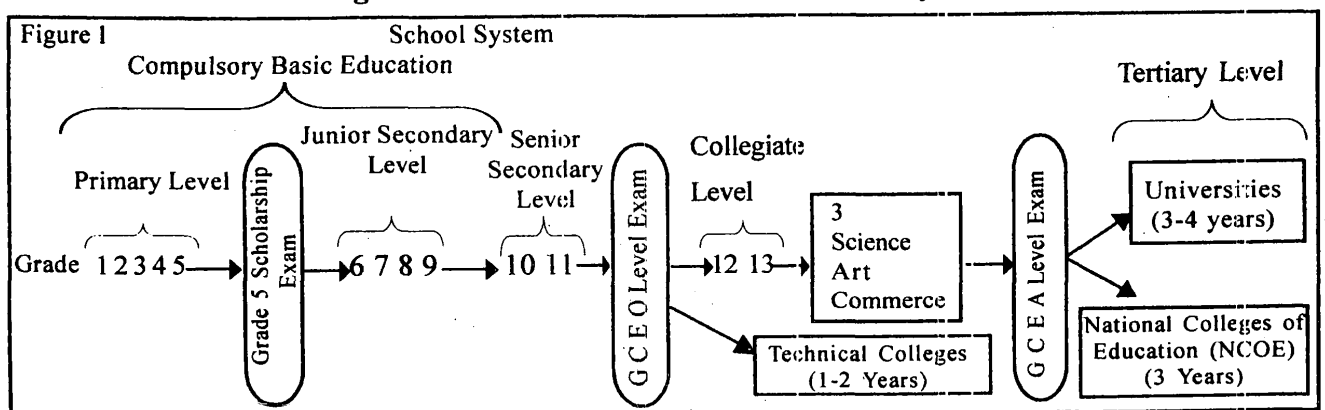 Figure 1
School System
Compulsory Basic Education
Tertiary Level
Junior Secondary
Level
Senior
Secondary
Level
Collegiate
Level
Primary Level
Grade 1 2 3 4 5
Grade 5 Scholarship
Exam
6 7 8 9
10 11
G C E O Level Exam
12 13
3
Science
Art
Commerce
Technical Colleges
(1-2 Years)
G C E A Level Exam
Universities
(3-4 years)
National Colleges of
Education (NCOE)
(3 Years)